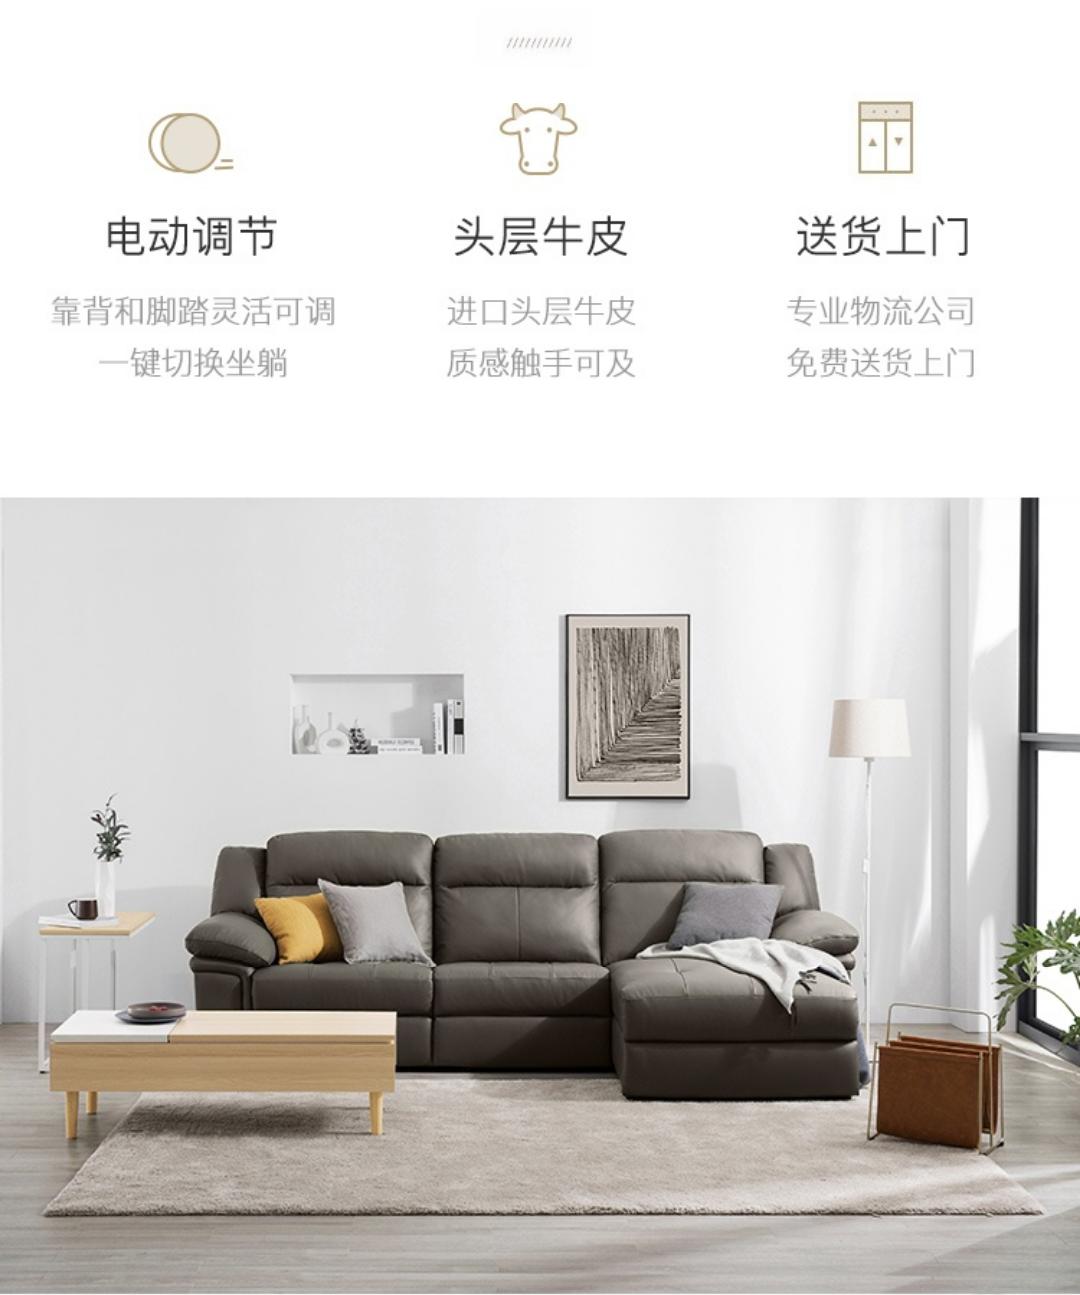 电动调节
头层牛皮
送货上门
靠背和脚踏灵活可调
进口头层牛皮
专业物流公司
一键切换坐躺
质感触手可及
免费送货上门